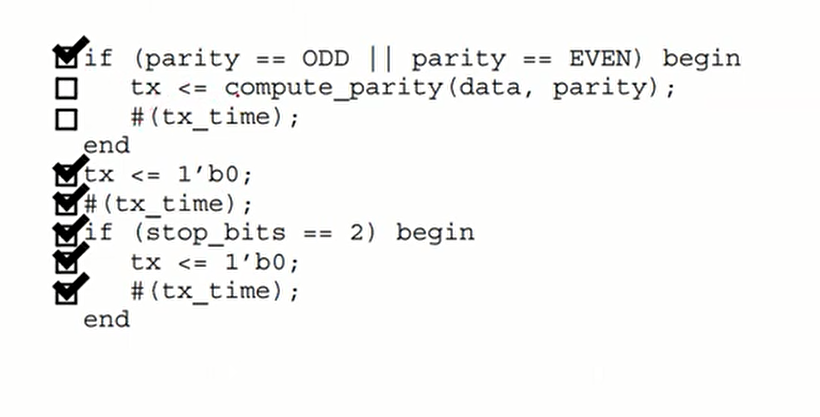 if (parity == ODD || parity == EVEN) begin
tx <= compute_parity(data, parity);
#(tx_time);
end
tx <= 1’b0;
#(tx_time);
if (stop_bits == 2) begin
tx <= 1’b0;
#(tx_time);
end